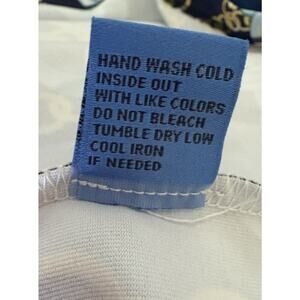 HAND WASH COLD
INSIDE OUT
WITH LIKE COLORS
DO NOT BLEACH
TUMBLE DRY LOW
COOL IRON
IF NEEDED